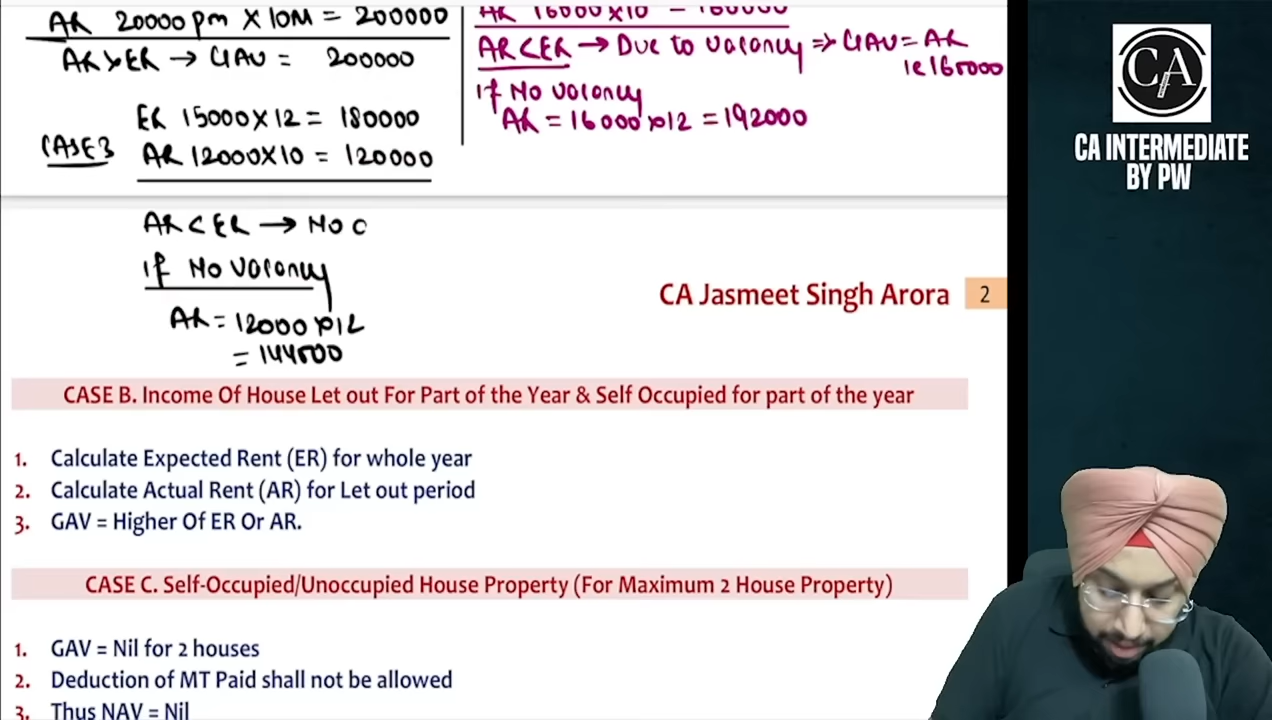 AR 20000 pm X 10M = 200000
AR > ER → GAV = 200000
AR 16000x10 = 160000
AR < ER → Due to vacancy ⇒ GAV = AR
ie 160000
If No vacancy
AR = 16000 x 12 = 192000
CASE 3
ER 15000 X 12 = 180000
AR 12000X10 = 120000
AR < ER → NO
If No vacancy
AR = 12000 x 12
= 144000
CA Jasmeet Singh Arora 2
CASE B. Income Of House Let out For Part of the Year & Self Occupied for part of the year
1. Calculate Expected Rent (ER) for whole year
2. Calculate Actual Rent (AR) for Let out period
3. GAV = Higher Of ER Or AR.
CASE C. Self-Occupied/Unoccupied House Property (For Maximum 2 House Property)
1. GAV = Nil for 2 houses
2. Deduction of MT Paid shall not be allowed
3. Thus NAV = Nil
CA
CA INTERMEDIATE
BY PW